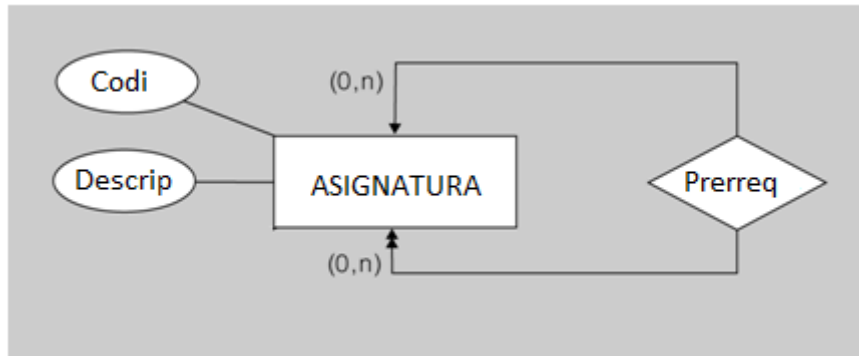 Codi
(0,n)
Descrip
ASIGNATURA
Prerreq
(0,n)